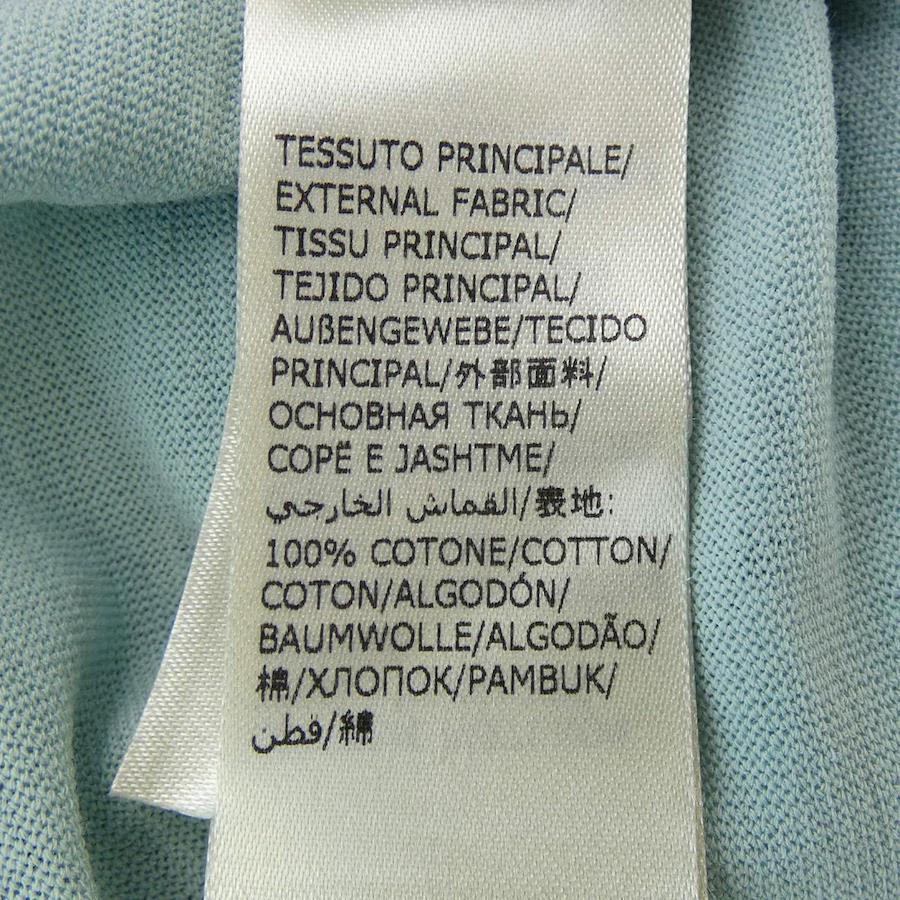 TESSUTO PRINCIPALE/
EXTERNAL FABRIC/
TISSU PRINCIPAL/
TEJIDO PRINCIPAL/
AUßENGEWEBE/TECIDO
PRINCIPAL/外部面料/
ОСНОВНАЯ ТКАНЬ/
COPË E JASHTME/
القماش الخارجي/表地:
100% COTONE/COTTON/
COTON/ALGODÓN/
BAUMWOLLE/ALGODÃO/
棉/ХЛОПОК/PAMBUK/
قطن/綿